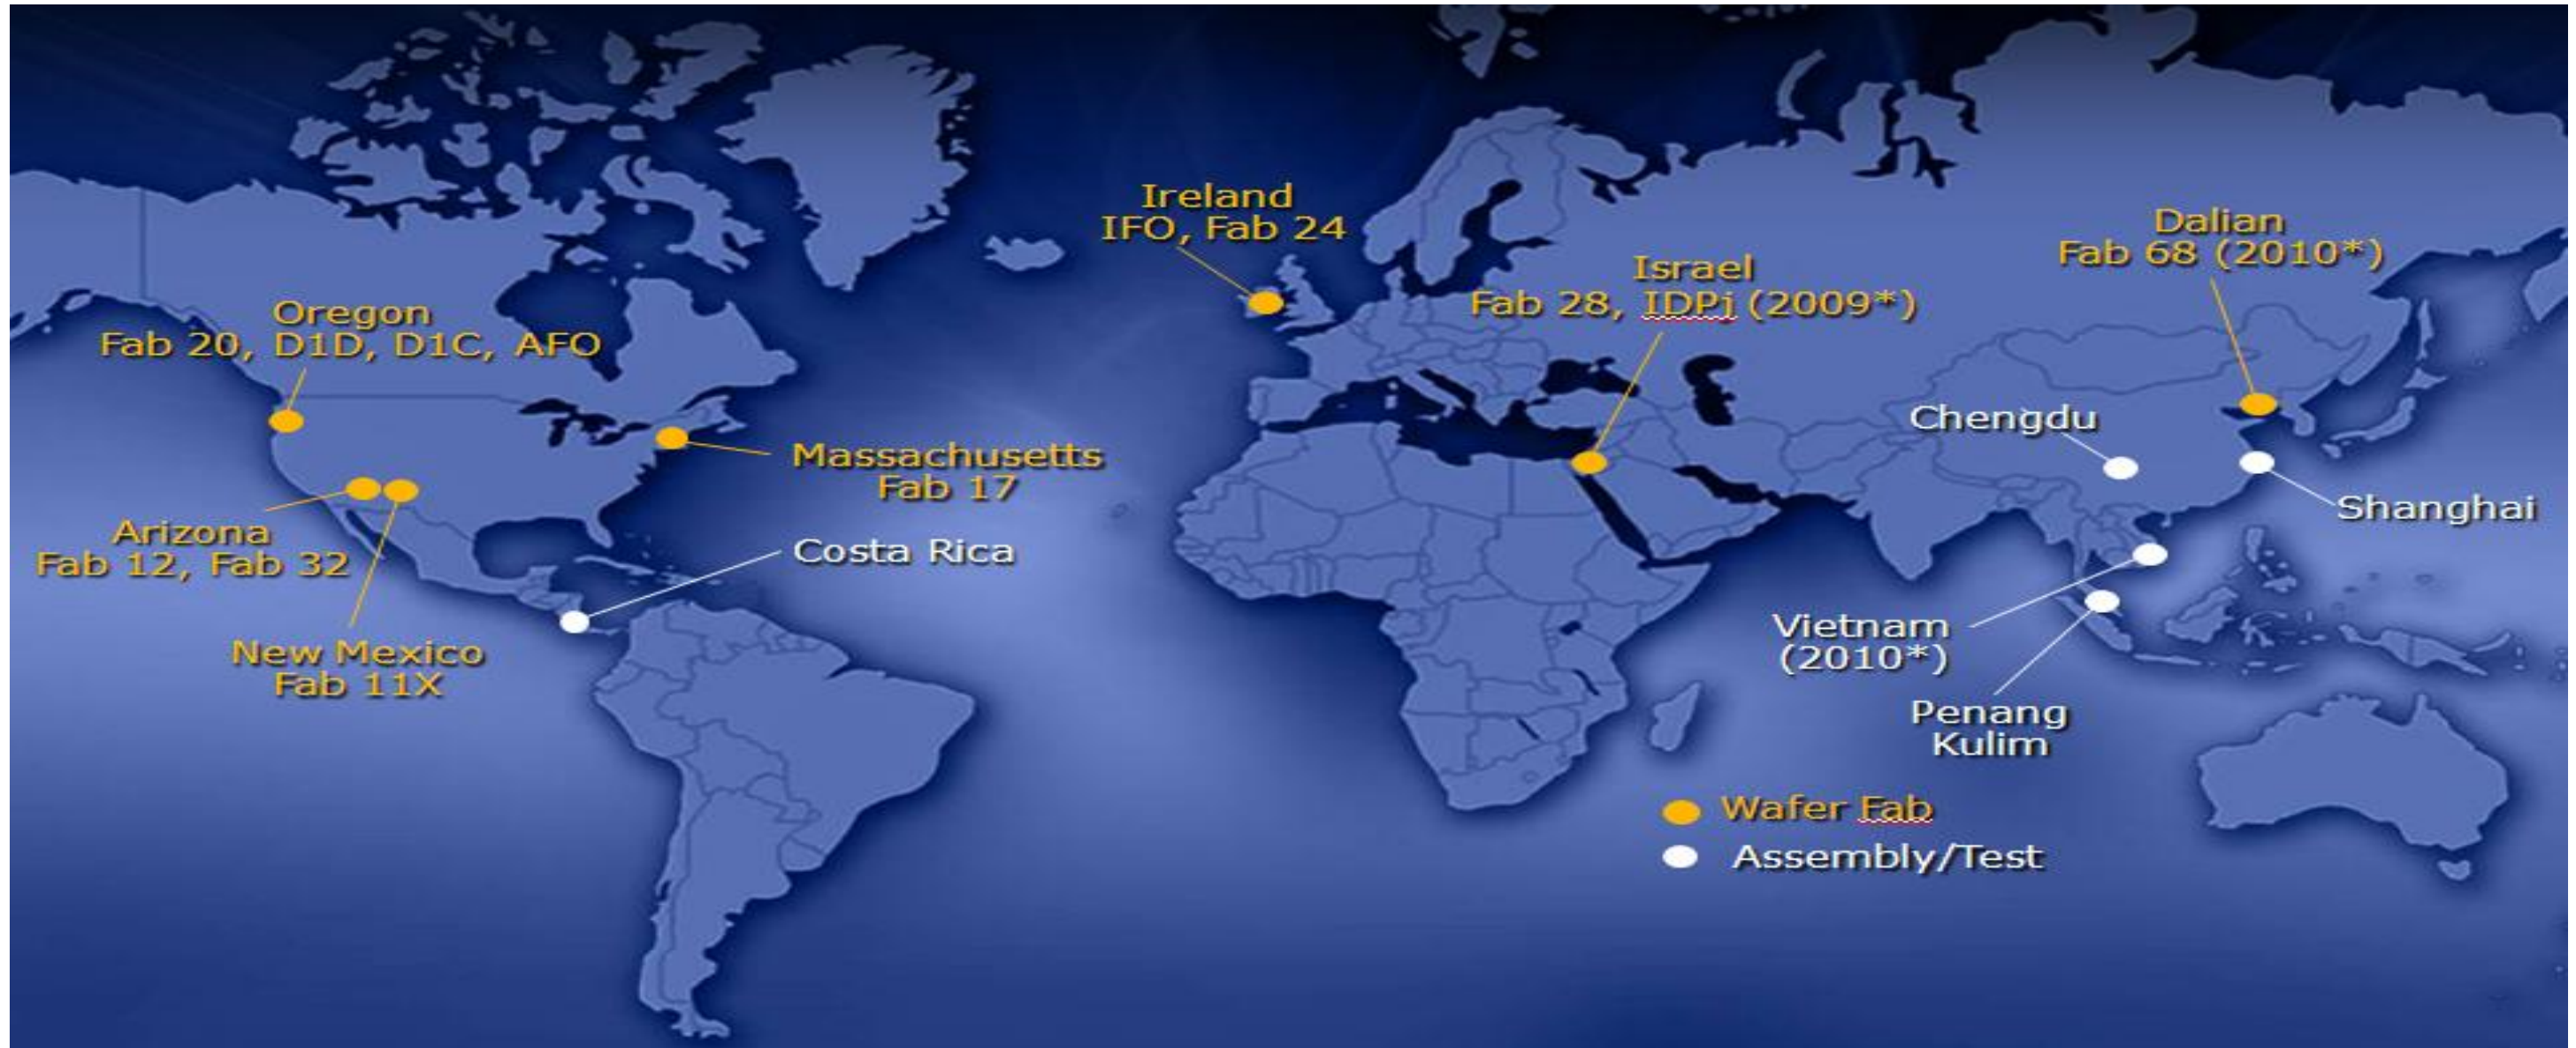 Ireland
IFO, Fab 24
Dalian
Fab 68 (2010*)
Israel
Fab 28, IDPj (2009*)
Oregon
Fab 20, D1D, D1C, AFO
Chengdu
Massachusetts
Fab 17
Shanghai
Arizona
Fab 12, Fab 32
Costa Rica
New Mexico
Fab 11X
Vietnam
(2010*)
Penang
Kulim
Wafer Fab
Assembly/Test